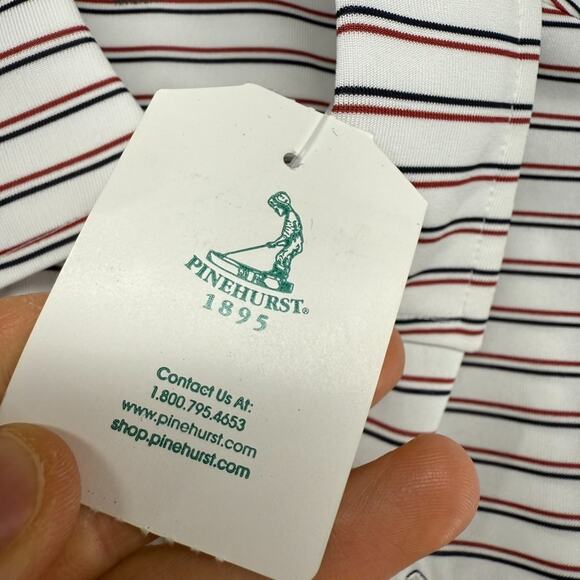 PINEHURST®
1895
Contact Us At:
1.800.795.4653
www.pinehurst.com
shop.pinehurst.com